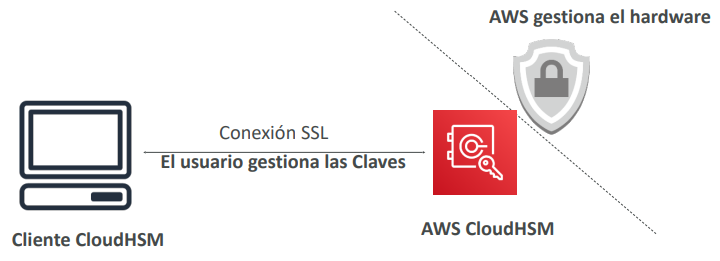 AWS gestiona el hardware
Conexión SSL
El usuario gestiona las Claves
Cliente CloudHSM
AWS CloudHSM